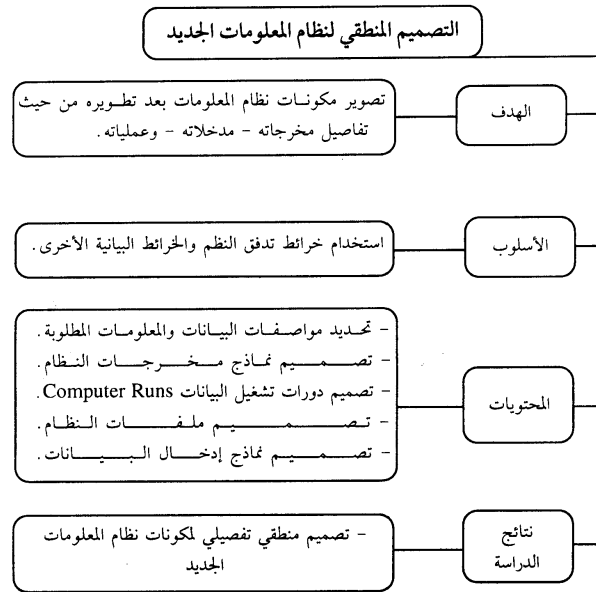 التصميم المنطقي لنظام المعلومات الجديد
الهدف
تصوير مكونات نظام المعلومات بعد تطويره من حيث
تفاصيل مخرجاته - مدخلاته - وعملياته.
الأسلوب
استخدام خرائط تدفق النظم والخرائط البيانية الأخرى.
المحتويات
- تحديد مواصفات البيانات والمعلومات المطلوبة.
- تصميم نماذج مخرجات النظام.
- تصميم دورات تشغيل البيانات Computer Runs.
- تصميم ملفات النظام.
- تصميم نماذج إدخال البيانات.
نتائج
الدراسة
- تصميم منطقي تفصيلي لمكونات نظام المعلومات
الجديد